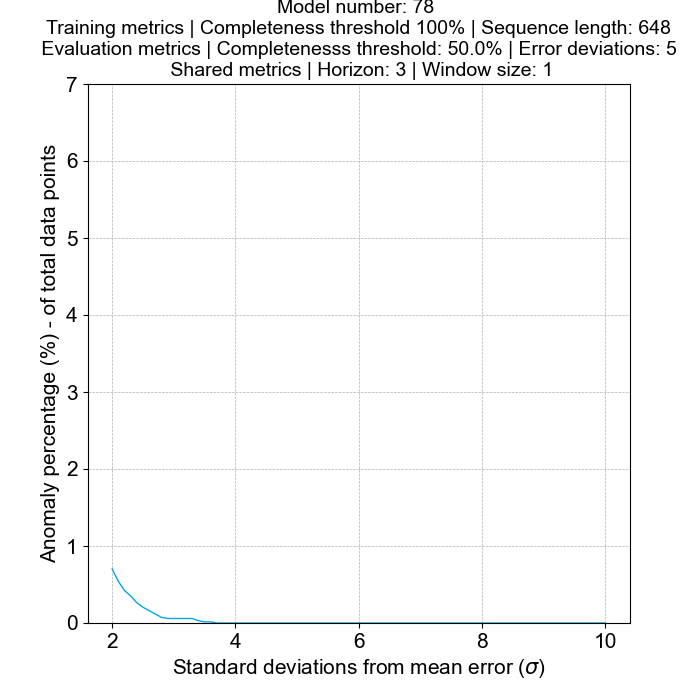 Model number: 78
Training metrics | Completeness threshold 100% | Sequence length: 648
Evaluation metrics | Completenesss threshold: 50.0% | Error deviations: 5
Shared metrics | Horizon: 3 | Window size: 1
Anomaly percentage (%) - of total data points
7
6
5
4
3
2
1
0
2 4 6 8 10
Standard deviations from mean error (σ)